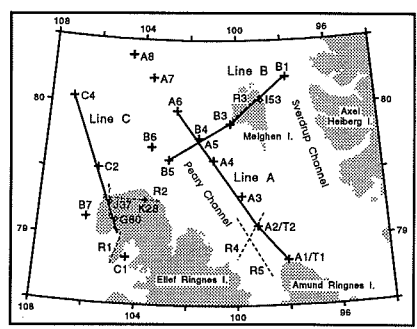 108 104 100 96
A8
A7
B1
Line B
C4
A6
80
R3
I53
80
Line C
B3
Meighen I.
Axel
Heiberg I.
B4
A5
B6
B5
A4
Sverdrup Channel
C2
Peary Channel
Line A
R2
J37
K28
A3
B7
G60
A2/T2
R1
R4
C1
A1/T1
R5
79
79
Ellef Ringnes I.
Amund Ringnes I.
108 104 100 96